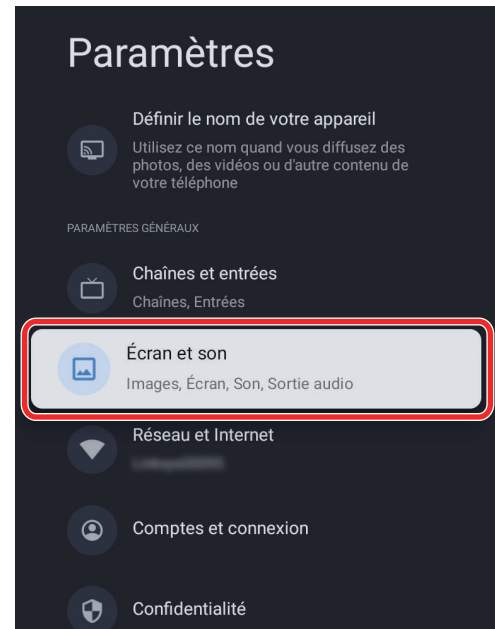 Paramètres
Définir le nom de votre appareil
Utilisez ce nom quand vous diffusez des
photos, des vidéos ou d'autre contenu de
votre téléphone
PARAMÈTRES GÉNÉRAUX
Chaînes et entrées
Chaînes, Entrées
Écran et son
Images, Écran, Son, Sortie audio
Réseau et Internet
Comptes et connexion
Confidentialité